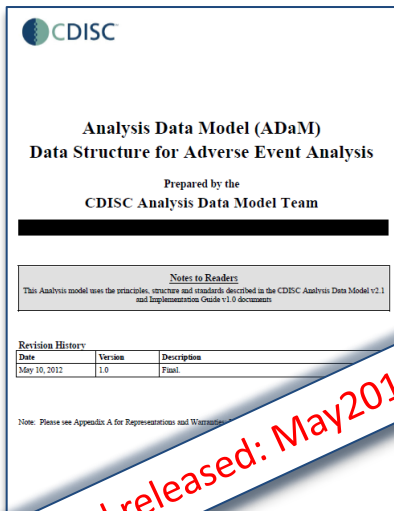 CDISC
Analysis Data Model (ADaM)
Data Structure for Adverse Event Analysis
Prepared by the
CDISC Analysis Data Model Team
Notes to Readers
This Analysis model uses the principles, structure and standards described in the CDISC Analysis Data Model v2.1
and Implementation Guide v1.0 documents
Revision History
Date Version Description
May 10, 2012 1.0 Final.
Note: Please see Appendix A for Representations and
released: May201